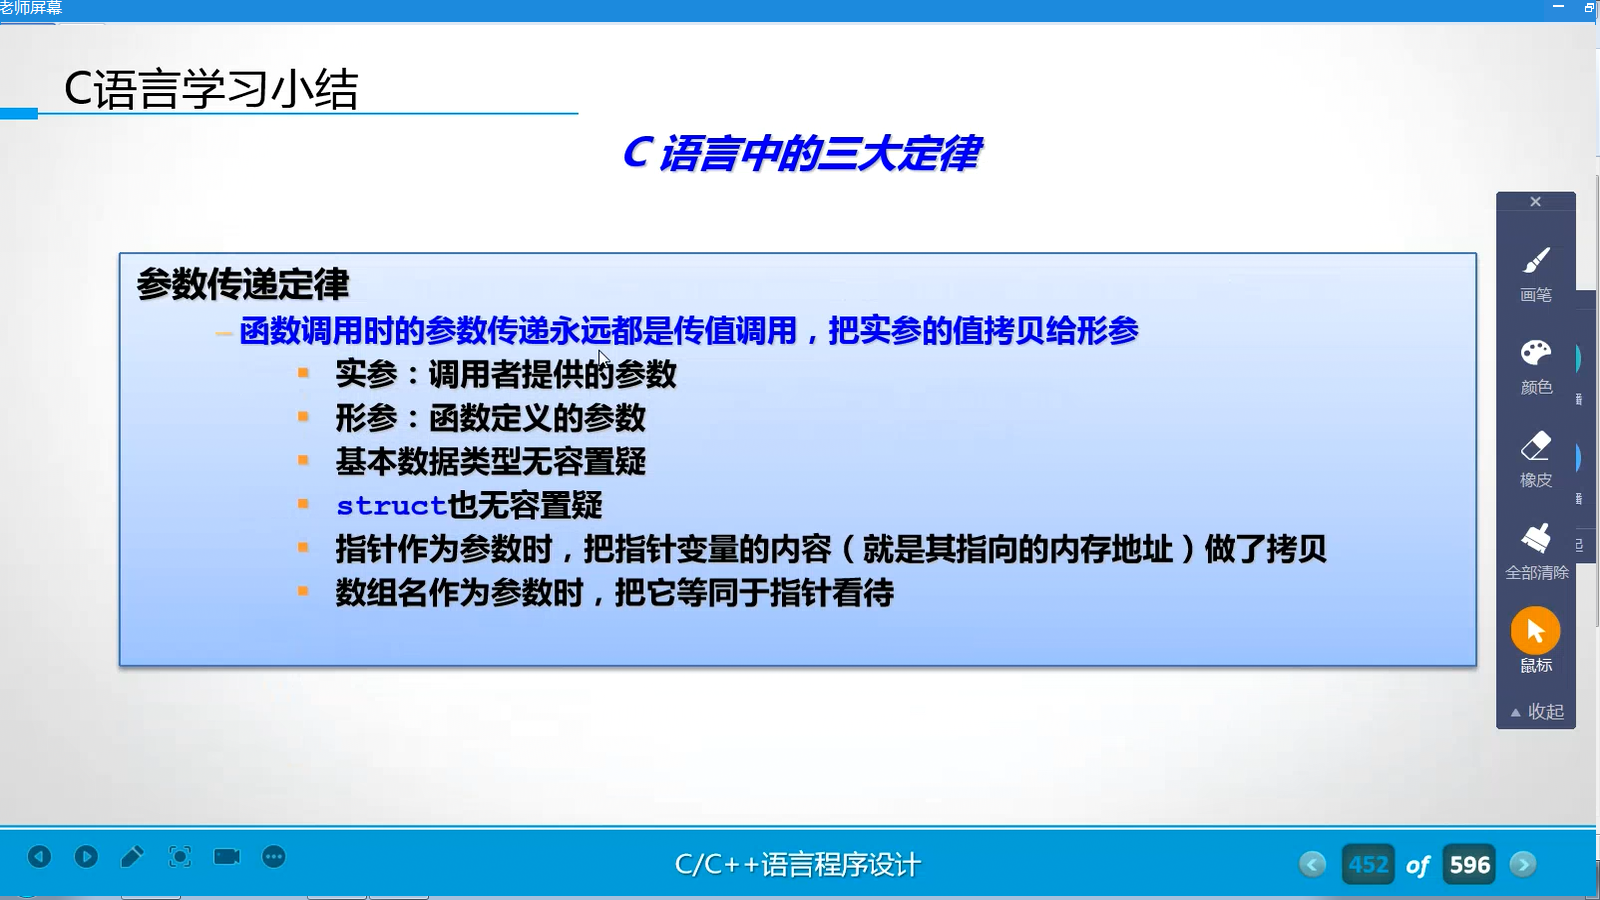 老师屏幕
C语言学习小结
C 语言中的三大定律
参数传递定律
– 函数调用时的参数传递永远都是传值调用，把实参的值拷贝给形参
▪ 实参：调用者提供的参数
▪ 形参：函数定义的参数
▪ 基本数据类型无容置疑
▪ struct也无容置疑
▪ 指针作为参数时，把指针变量的内容（就是其指向的内存地址）做了拷贝
▪ 数组名作为参数时，把它等同于指针看待
画笔
颜色
橡皮
全部清除
鼠标
收起
C/C++语言程序设计
452 of 596